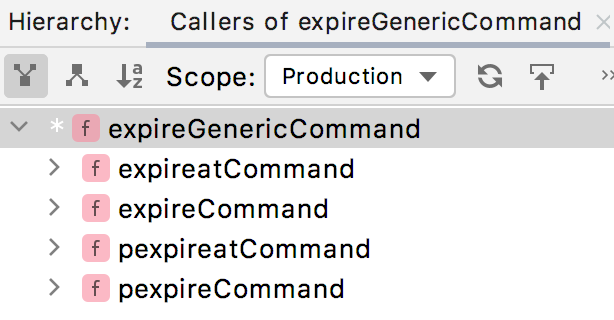 Hierarchy: Callers of expireGenericCommand
Scope: Production
* f expireGenericCommand
f expireatCommand
f expireCommand
f pexpireatCommand
f pexpireCommand